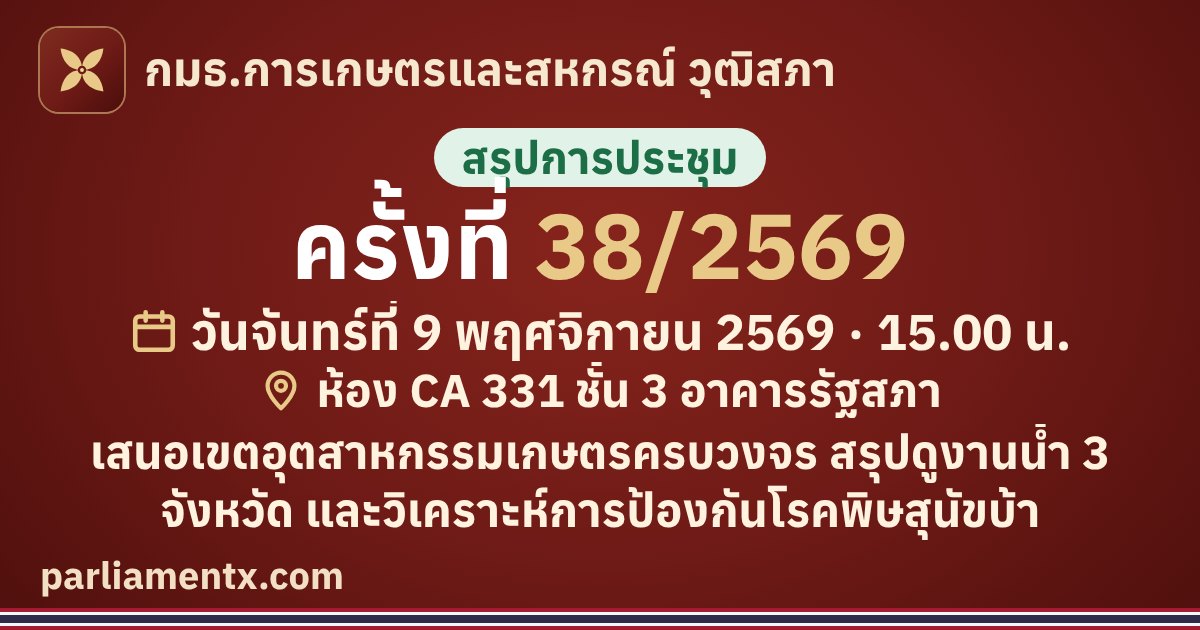 กมธ.การเกษตรและสหกรณ์ วุฒิสภา
สรุปการประชุม
ครั้งที่ 38/2569
วันจันทร์ที่ 9 พฤศจิกายน 2569 · 15.00 น.
ห้อง CA 331 ชั้น 3 อาคารรัฐสภา
เสนอเขตอุตสาหกรรมเกษตรครบวงจร สรุปดูงานน้ำ 3
จังหวัด และวิเคราะห์การป้องกันโรคพิษสุนัขบ้า
parliamentx.com